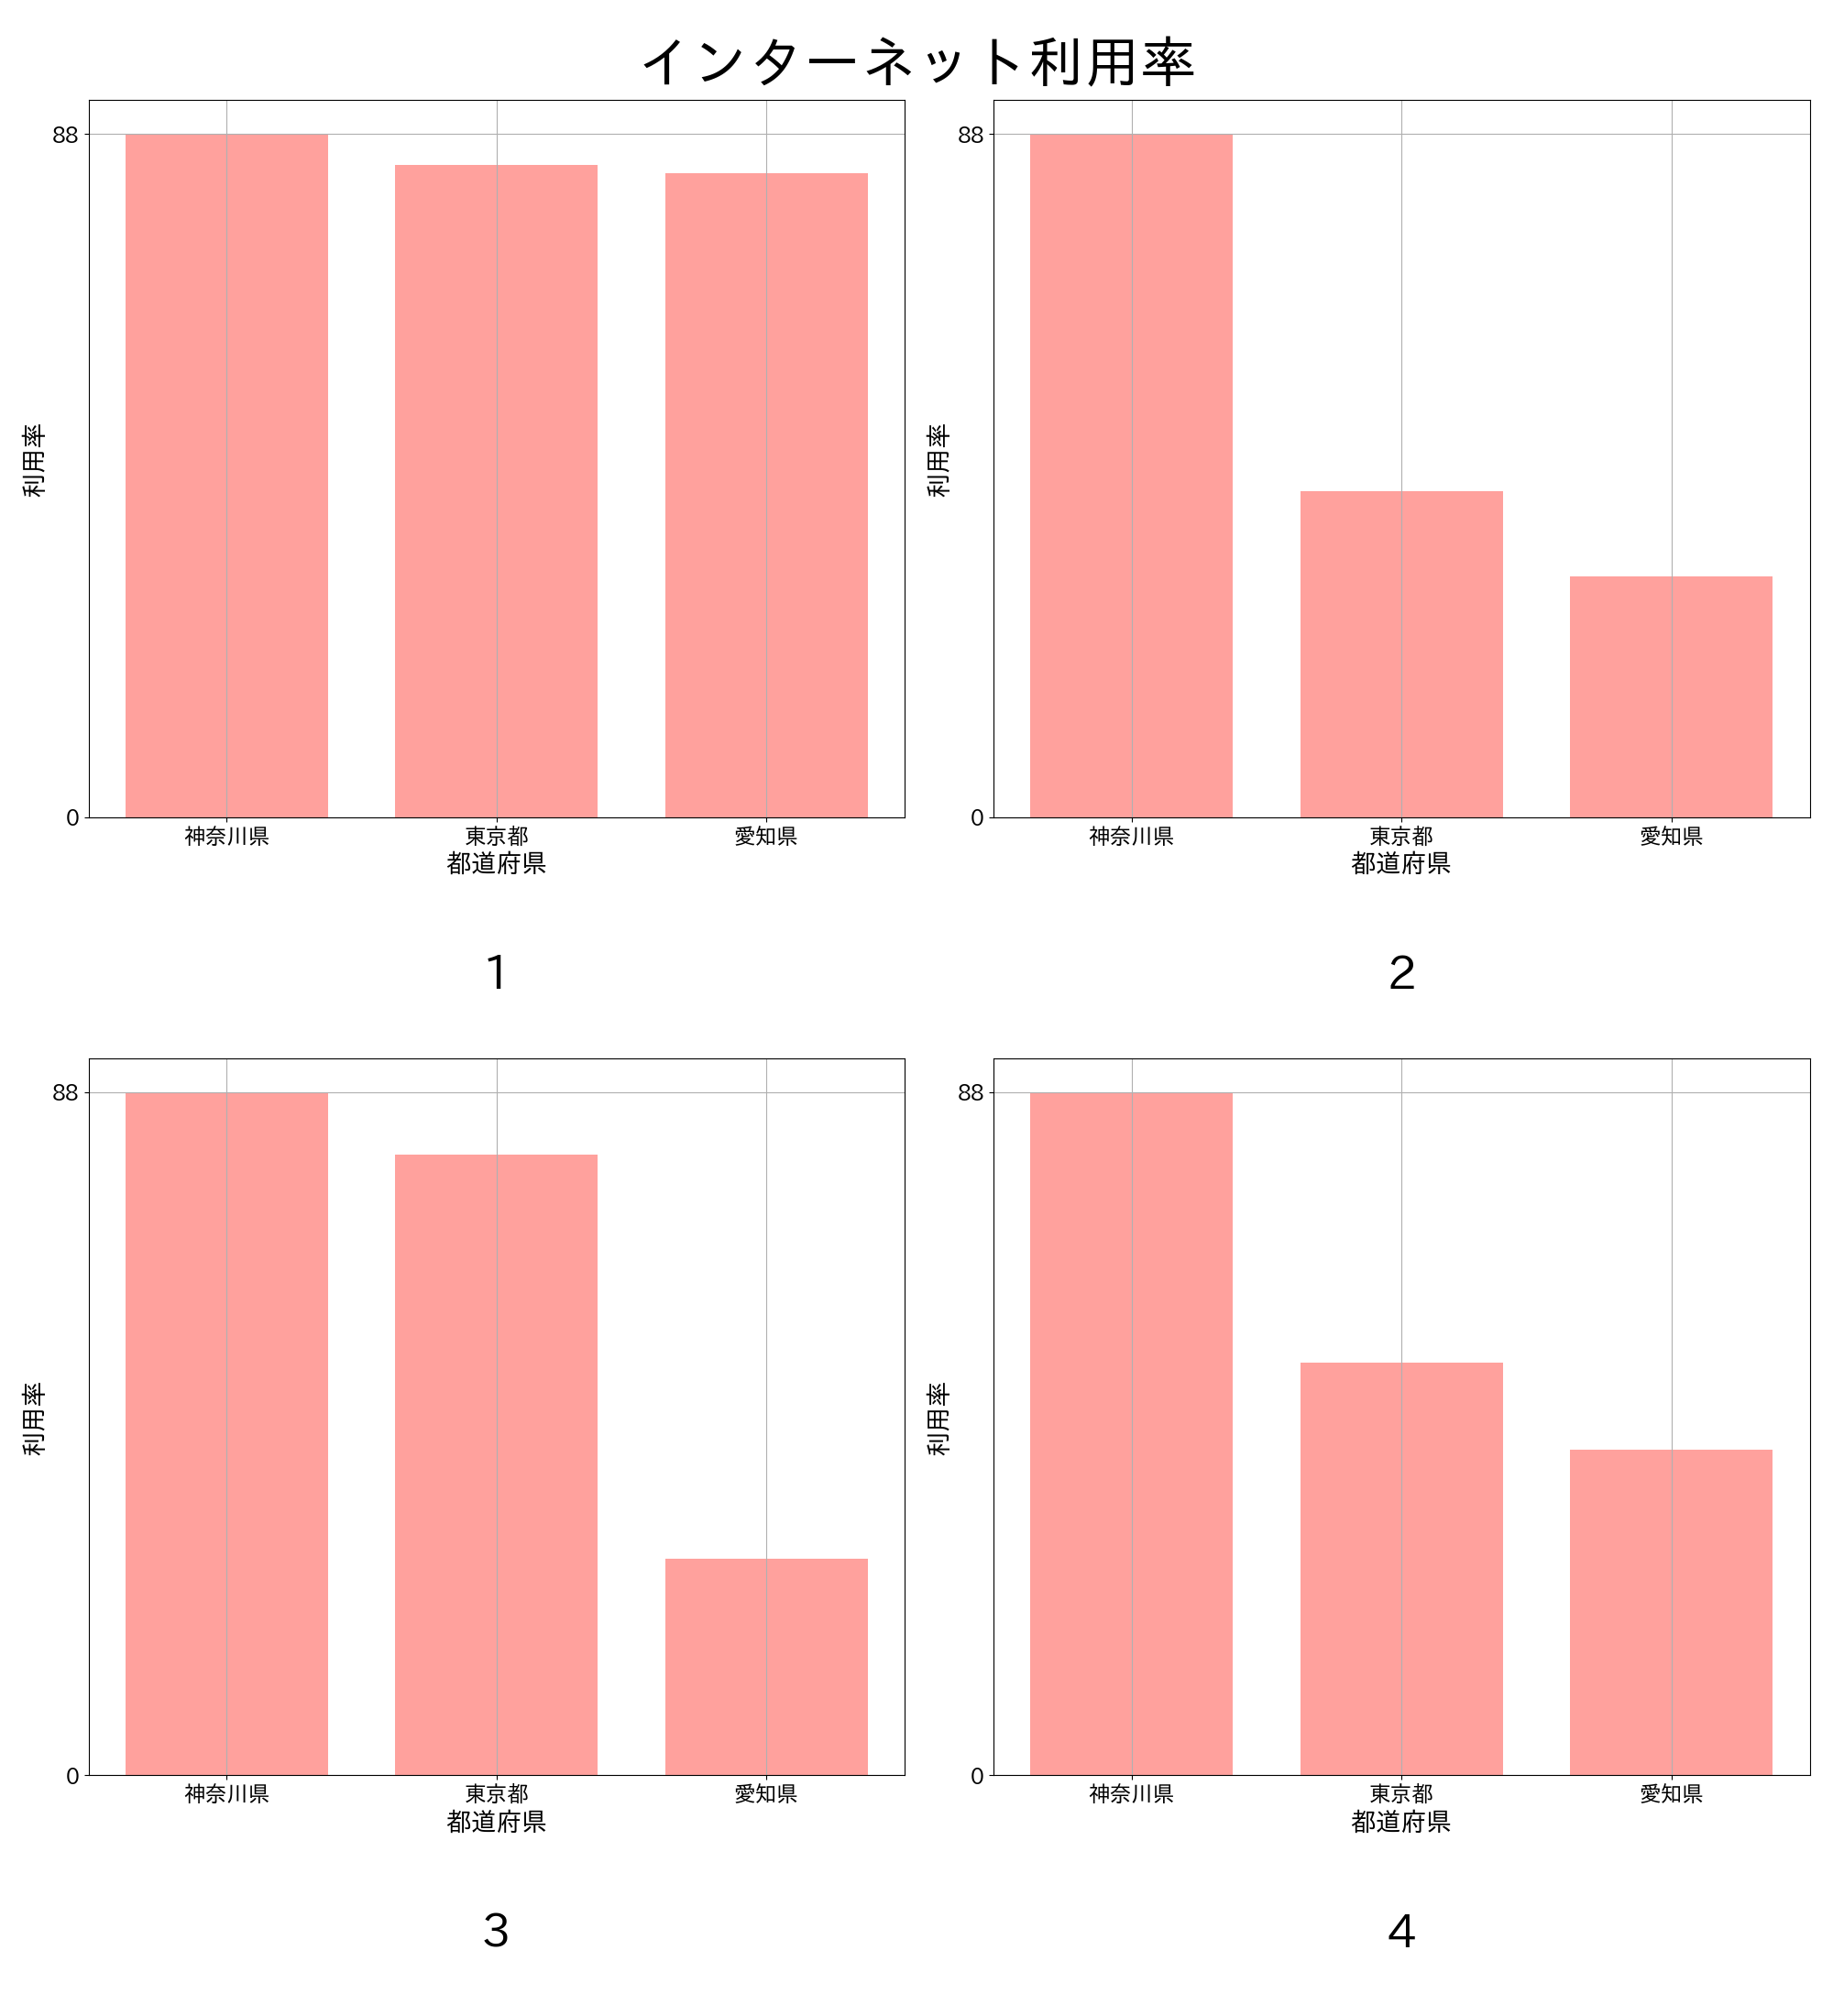 インターネット利用率
88
0
利用率
神奈川県 東京都 愛知県
都道府県
1
88
0
利用率
神奈川県 東京都 愛知県
都道府県
2
88
0
利用率
神奈川県 東京都 愛知県
都道府県
3
88
0
利用率
神奈川県 東京都 愛知県
都道府県
4